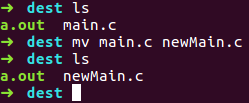 ➜ dest ls
a.out main.c
➜ dest mv main.c newMain.c
➜ dest ls
a.out newMain.c
➜ dest